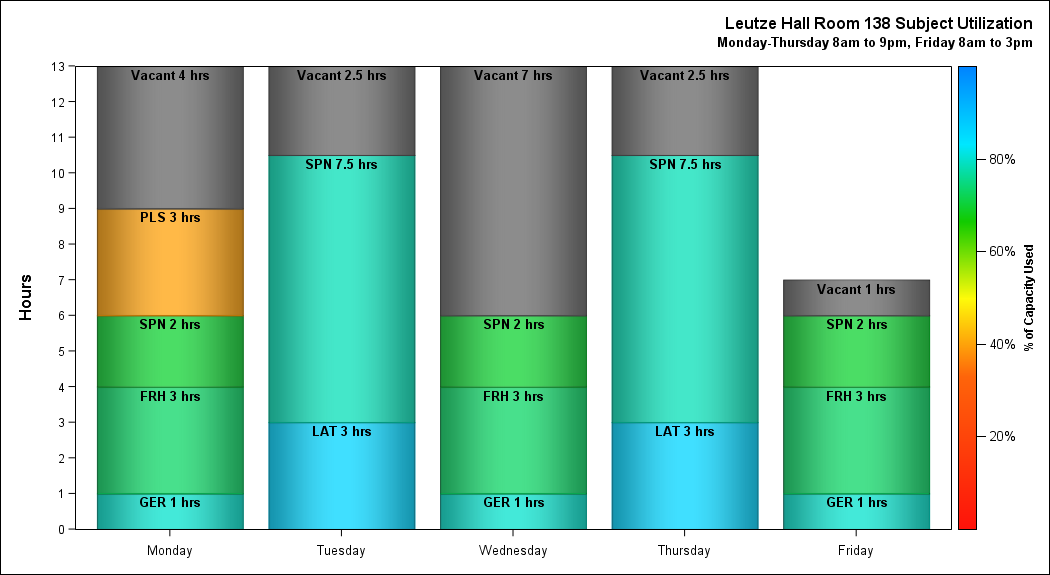 Leutze Hall Room 138 Subject Utilization
Monday-Thursday 8am to 9pm, Friday 8am to 3pm
Hours
13
12
11
10
9
8
7
6
5
4
3
2
1
0
Vacant 4 hrs
PLS 3 hrs
SPN 2 hrs
FRH 3 hrs
GER 1 hrs
Vacant 2.5 hrs
SPN 7.5 hrs
LAT 3 hrs
Vacant 7 hrs
SPN 2 hrs
FRH 3 hrs
GER 1 hrs
Vacant 2.5 hrs
SPN 7.5 hrs
LAT 3 hrs
Vacant 1 hrs
SPN 2 hrs
FRH 3 hrs
GER 1 hrs
Monday
Tuesday
Wednesday
Thursday
Friday
80%
60%
40%
20%
% of Capacity Used